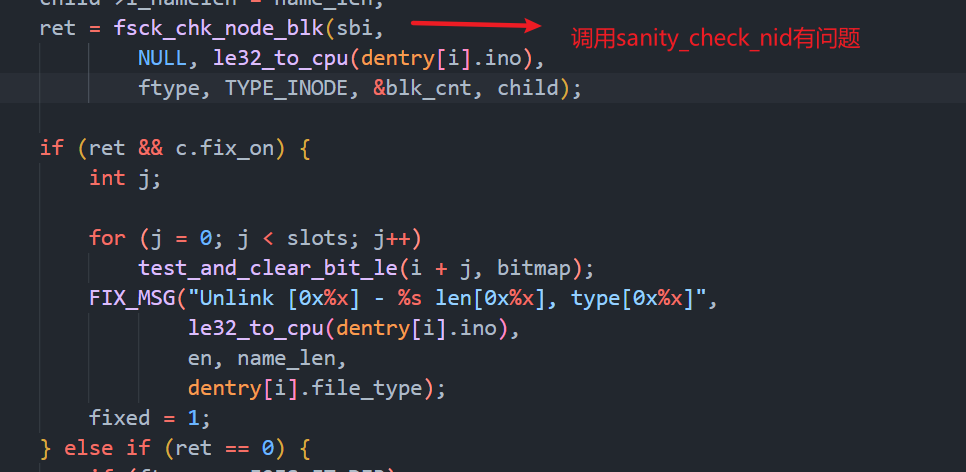 child->i_namelen = name_len;
ret = fsck_chk_node_blk(sbi,
调用sanity_check_nid有问题
NULL, le32_to_cpu(dentry[i].ino),
ftype, TYPE_INODE, &blk_cnt, child);
if (ret && c.fix_on) {
int j;
for (j = 0; j < slots; j++)
test_and_clear_bit_le(i + j, bitmap);
FIX_MSG("Unlink [0x%x] - %s len[0x%x], type[0x%x]",
le32_to_cpu(dentry[i].ino),
en, name_len,
dentry[i].file_type);
fixed = 1;
} else if (ret == 0) {